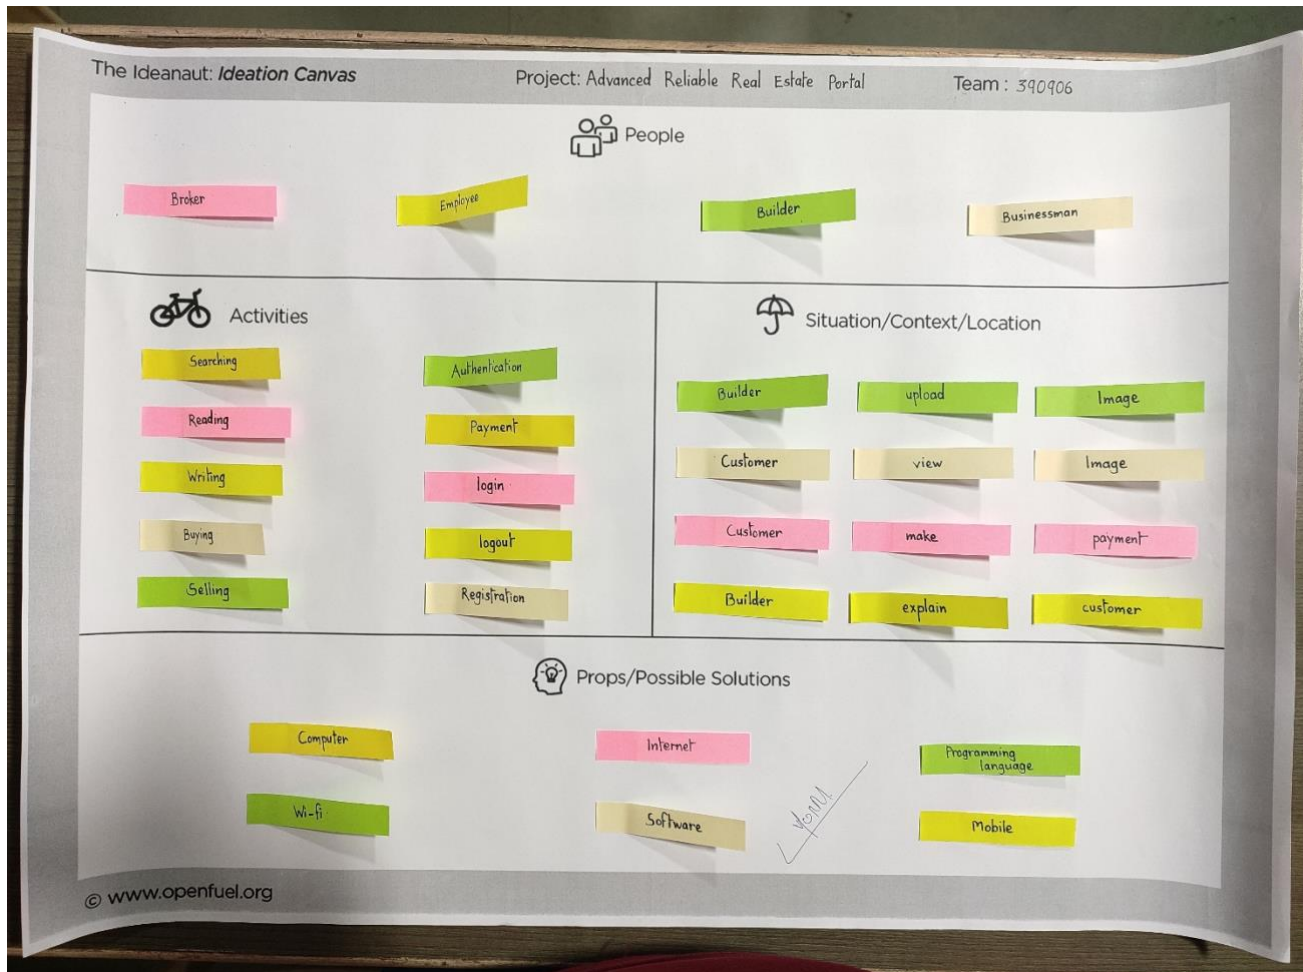 The Ideanaut: Ideation Canvas
Project: Advanced Reliable Real Estate Portal
Team: 390906
People
Broker
Employee
Builder
Businessman
Activities
Searching
Authentication
Reading
Payment
Writing
login
Buying
logout
Selling
Registration
Situation/Context/Location
Builder upload Image
Customer view Image
Customer make payment
Builder explain customer
Props/Possible Solutions
Computer
Internet
Programming
language
Wi-fi
Software
Mobile
© www.openfuel.org